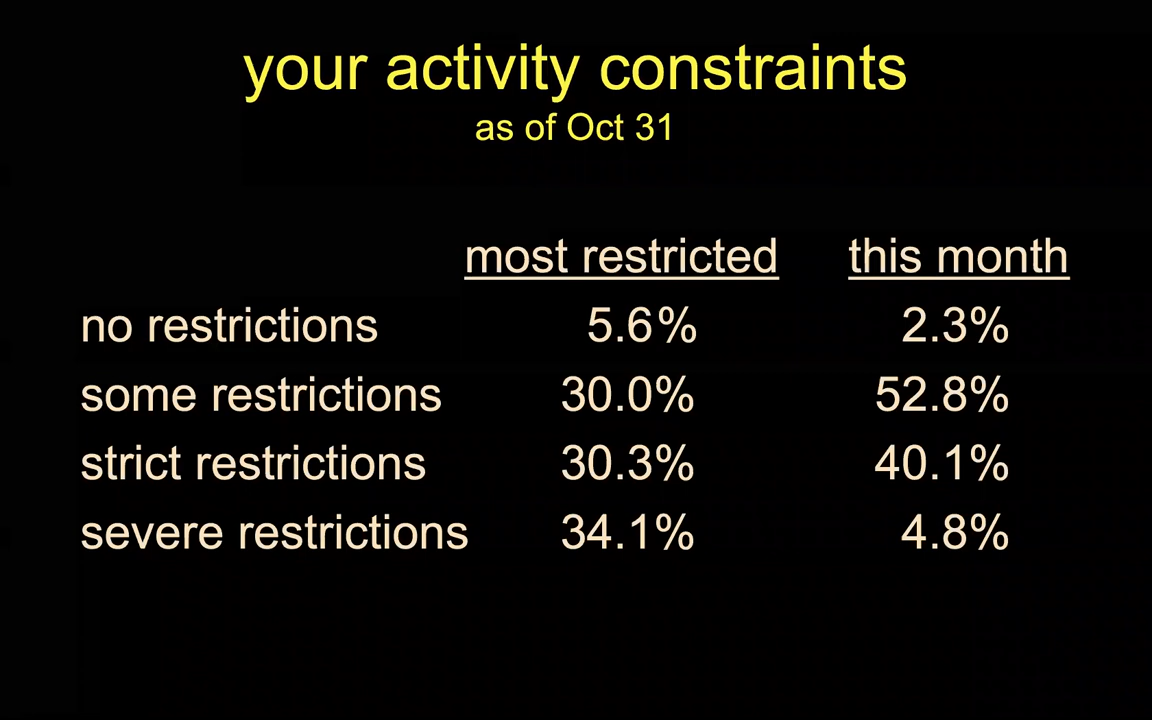 your activity constraints
as of Oct 31
most restricted this month
no restrictions 5.6% 2.3%
some restrictions 30.0% 52.8%
strict restrictions 30.3% 40.1%
severe restrictions 34.1% 4.8%